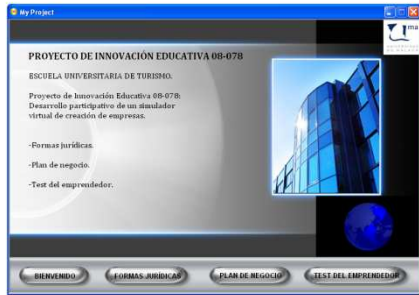 My Project
uma
PROYECTO DE INNOVACIÓN EDUCATIVA 08-078
ESCUELA UNIVERSITARIA DE TURISMO.
Proyecto de Innovación Educativa 08-078:
Desarrollo participativo de un simulador
virtual de creación de empresas.
-Formas jurídicas.
-Plan de negocio.
-Test del emprendedor.
BIENVENIDO
FORMAS JURÍDICAS
PLAN DE NEGOCIO
TEST DEL EMPRENDEDOR